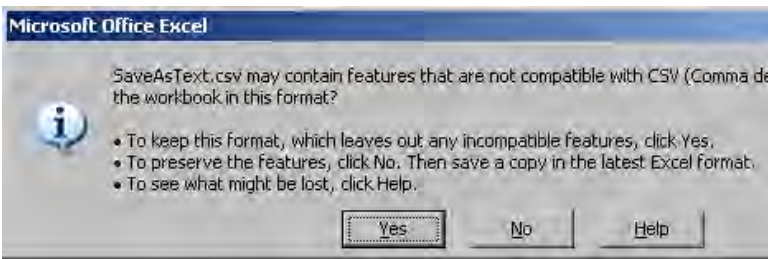 Microsoft Office Excel
SaveAsText.csv may contain features that are not compatible with CSV (Comma de
the workbook in this format?
• To keep this format, which leaves out any incompatible features, click Yes.
• To preserve the features, click No. Then save a copy in the latest Excel format.
• To see what might be lost, click Help.
Yes No Help